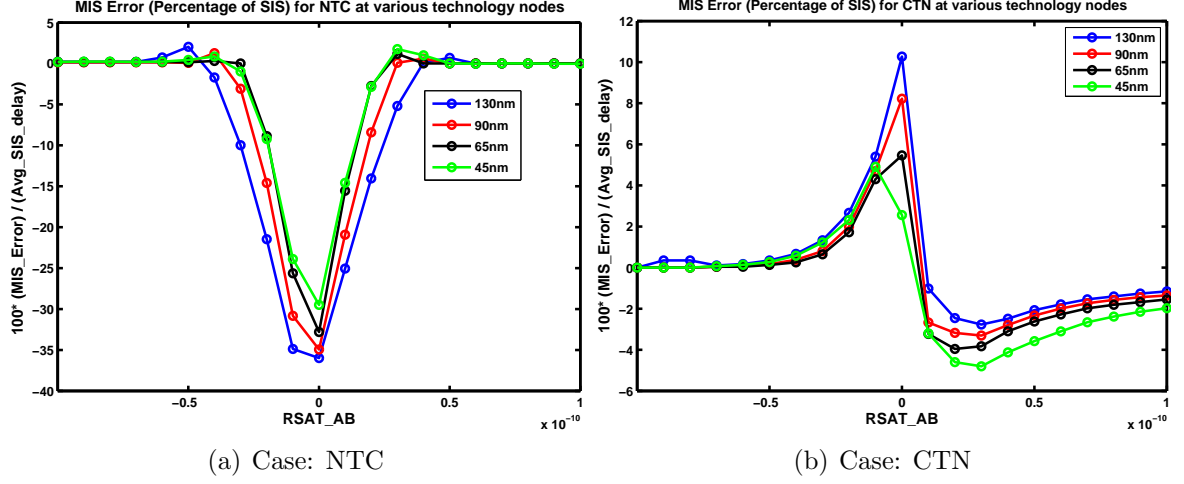 MIS Error (Percentage of SIS) for NTC at various technology nodes
5
0
−5
−10
−15
−20
−25
−30
−35
−40
100* (MIS_Error) / (Avg_SIS_delay)
130nm
90nm
65nm
45nm
−0.5
0
0.5
1
RSAT_AB
x 10^−10
(a) Case: NTC
MIS Error (Percentage of SIS) for CTN at various technology nodes
12
10
8
6
4
2
0
−2
−4
−6
100* (MIS_Error) / (Avg_SIS_delay)
130nm
90nm
65nm
45nm
−0.5
0
0.5
1
RSAT_AB
x 10^−10
(b) Case: CTN